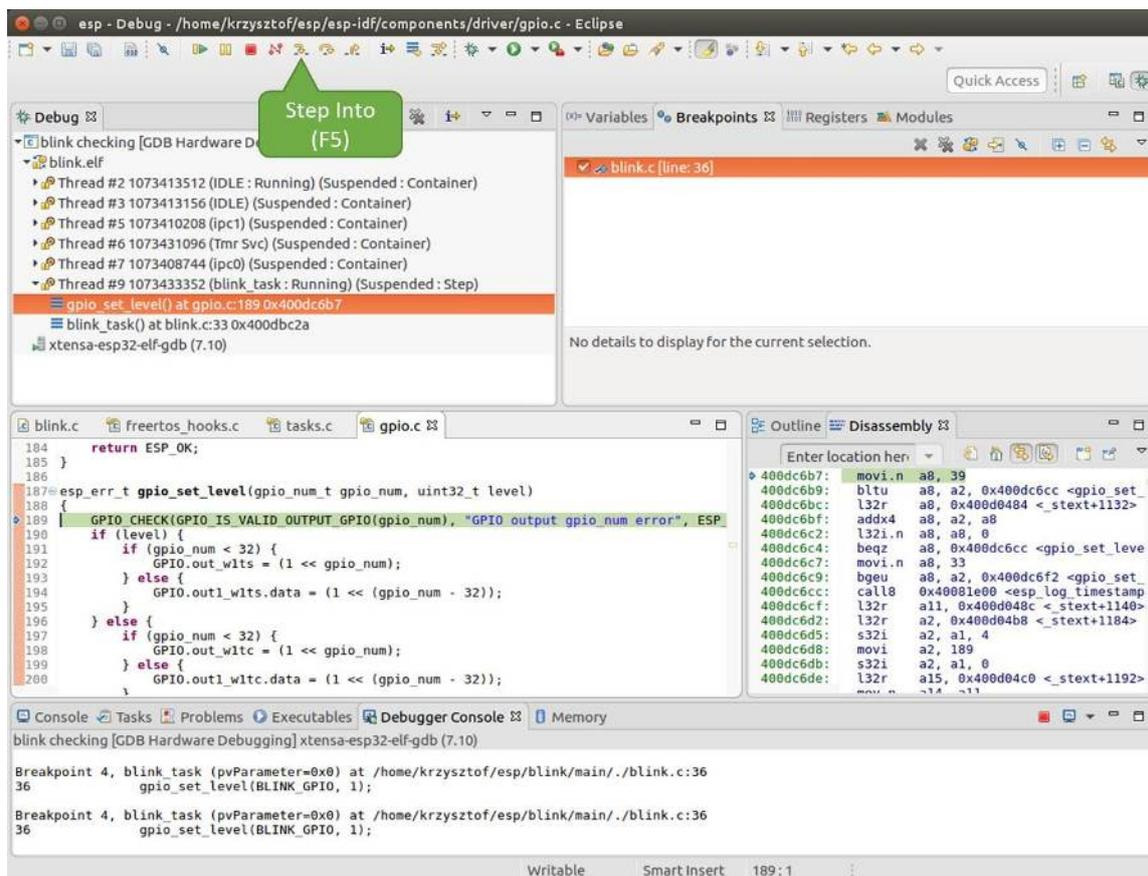 esp - Debug - /home/krzysztof/esp/esp-idf/components/driver/gpio.c - Eclipse
Quick Access
Step Into
(F5)
Debug
blink checking [GDB Hardware De
blink.elf
Thread #2 1073413512 (IDLE : Running) (Suspended : Container)
Thread #3 1073413156 (IDLE) (Suspended : Container)
Thread #5 1073410208 (ipc1) (Suspended : Container)
Thread #6 1073431096 (Tmr Svc) (Suspended : Container)
Thread #7 1073408744 (ipc0) (Suspended : Container)
Thread #9 1073433352 (blink_task : Running) (Suspended : Step)
gpio_set_level() at gpio.c:189 0x400dc6b7
blink_task() at blink.c:33 0x400dbc2a
xtensa-esp32-elf-gdb (7.10)
(x)= Variables Breakpoints Registers Modules
blink.c [line: 36]
No details to display for the current selection.
blink.c freertos_hooks.c tasks.c gpio.c
184 return ESP_OK;
185 }
186
187 esp_err_t gpio_set_level(gpio_num_t gpio_num, uint32_t level)
188 {
189 GPIO_CHECK(GPIO_IS_VALID_OUTPUT_GPIO(gpio_num), "GPIO output gpio_num error", ESP_
190 if (level) {
191 if (gpio_num < 32) {
192 GPIO.out_w1ts = (1 << gpio_num);
193 } else {
194 GPIO.out1_w1ts.data = (1 << (gpio_num - 32));
195 }
196 } else {
197 if (gpio_num < 32) {
198 GPIO.out_w1tc = (1 << gpio_num);
199 } else {
200 GPIO.out1_w1tc.data = (1 << (gpio_num - 32));
}
Outline Disassembly
Enter location her
400dc6b7: movi.n a8, 39
400dc6b9: bltu a8, a2, 0x400dc6cc <gpio_set_
400dc6bc: l32r a8, 0x400d0484 <_stext+1132>
400dc6bf: addx4 a8, a2, a8
400dc6c2: l32i.n a8, a8, 0
400dc6c4: beqz a8, 0x400dc6cc <gpio_set_leve
400dc6c7: movi.n a8, 33
400dc6c9: bgeu a8, a2, 0x400dc6f2 <gpio_set_
400dc6cc: call8 0x40081e00 <esp_log_timestamp
400dc6cf: l32r a11, 0x400d048c <_stext+1140>
400dc6d2: l32r a2, 0x400d04b8 <_stext+1184>
400dc6d5: s32i a2, a1, 4
400dc6d8: movi a2, 189
400dc6db: s32i a2, a1, 0
400dc6de: l32r a15, 0x400d04c0 <_stext+1192>
mov.n a14, a11
Console Tasks Problems Executables Debugger Console Memory
blink checking [GDB Hardware Debugging] xtensa-esp32-elf-gdb (7.10)
Breakpoint 4, blink_task (pvParameter=0x0) at /home/krzysztof/esp/blink/main/./blink.c:36
36 gpio_set_level(BLINK_GPIO, 1);
Breakpoint 4, blink_task (pvParameter=0x0) at /home/krzysztof/esp/blink/main/./blink.c:36
36 gpio_set_level(BLINK_GPIO, 1);
Writable Smart Insert 189 : 1